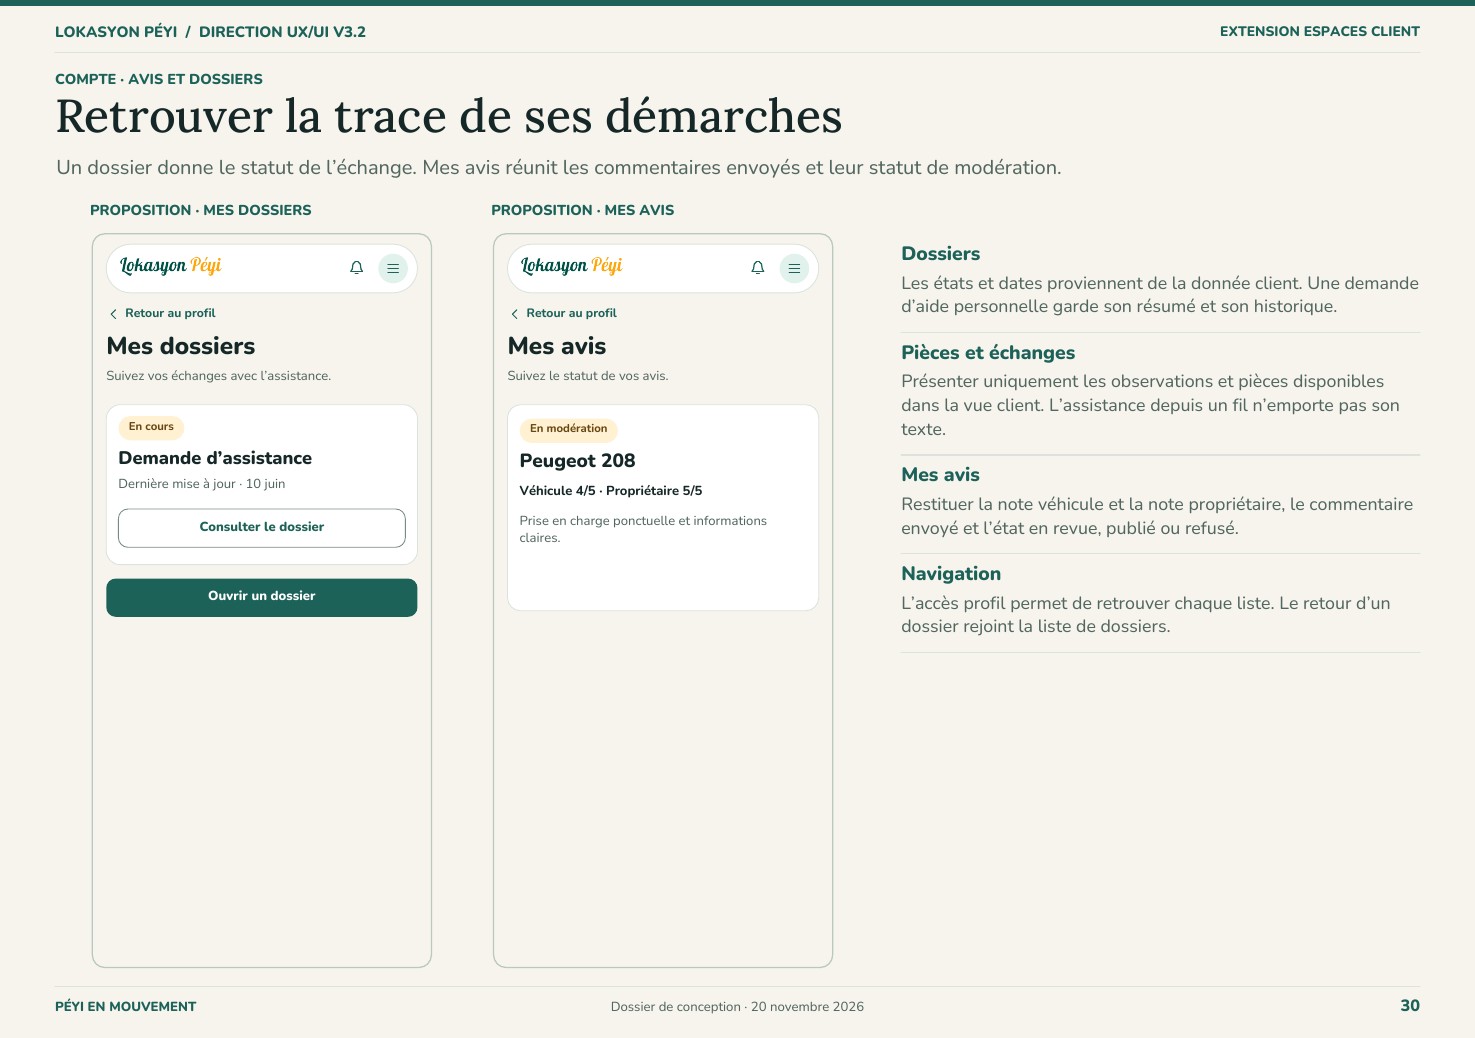 LOKASYON PÉYI / DIRECTION UX/UI V3.2
EXTENSION ESPACES CLIENT
COMPTE · AVIS ET DOSSIERS
Retrouver la trace de ses démarches
Un dossier donne le statut de l’échange. Mes avis réunit les commentaires envoyés et leur statut de modération.
PROPOSITION · MES DOSSIERS
Lokasyon Péyi
Retour au profil
Mes dossiers
Suivez vos échanges avec l’assistance.
En cours
Demande d’assistance
Dernière mise à jour · 10 juin
Consulter le dossier
Ouvrir un dossier
PROPOSITION · MES AVIS
Lokasyon Péyi
Retour au profil
Mes avis
Suivez le statut de vos avis.
En modération
Peugeot 208
Véhicule 4/5 · Propriétaire 5/5
Prise en charge ponctuelle et informations
claires.
Dossiers
Les états et dates proviennent de la donnée client. Une demande
d’aide personnelle garde son résumé et son historique.
Pièces et échanges
Présenter uniquement les observations et pièces disponibles
dans la vue client. L’assistance depuis un fil n’emporte pas son
texte.
Mes avis
Restituer la note véhicule et la note propriétaire, le commentaire
envoyé et l’état en revue, publié ou refusé.
Navigation
L’accès profil permet de retrouver chaque liste. Le retour d’un
dossier rejoint la liste de dossiers.
PÉYI EN MOUVEMENT
Dossier de conception · 20 novembre 2026
30